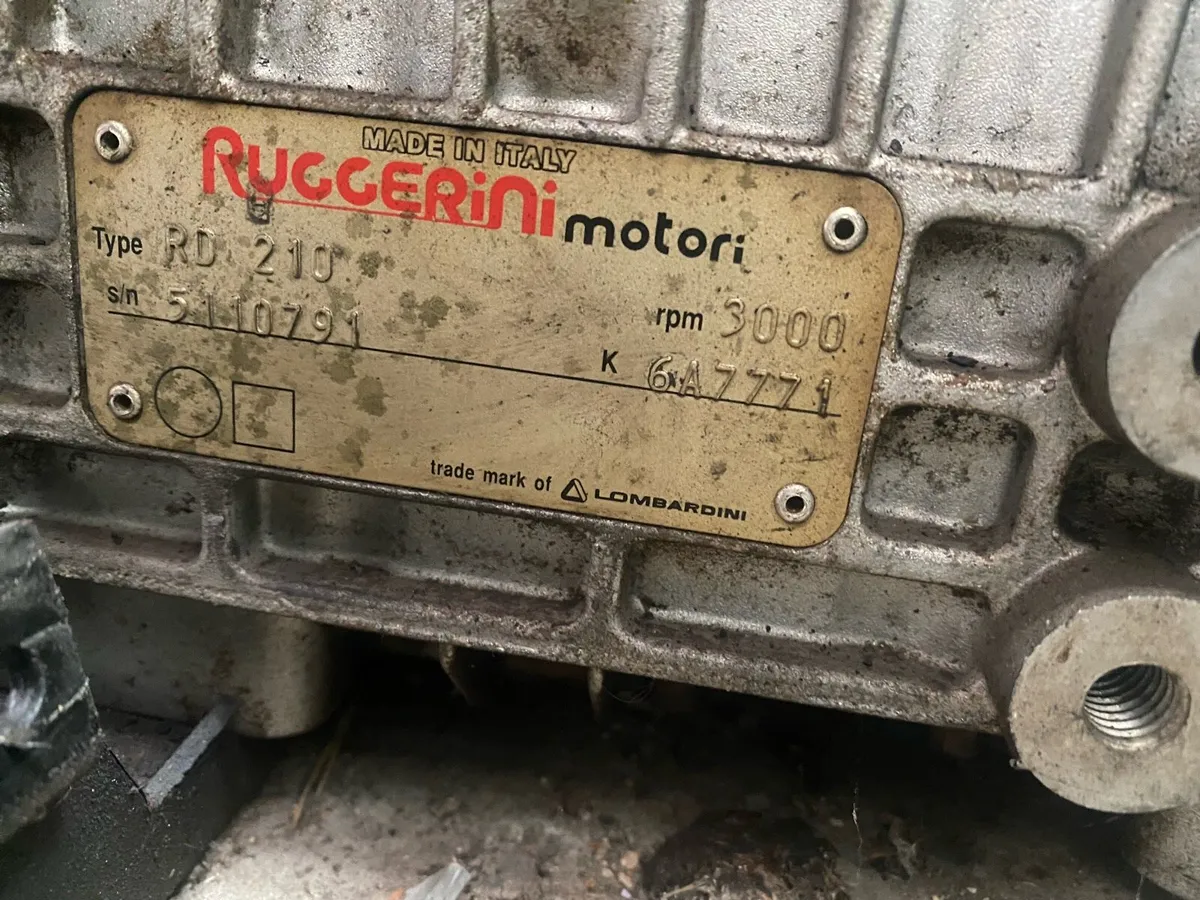 MADE IN ITALY
RUGGERiNi motori
Type RD 210
s/n 5110791
rpm 3000
K 6A7771
trade mark of LOMBARDINI